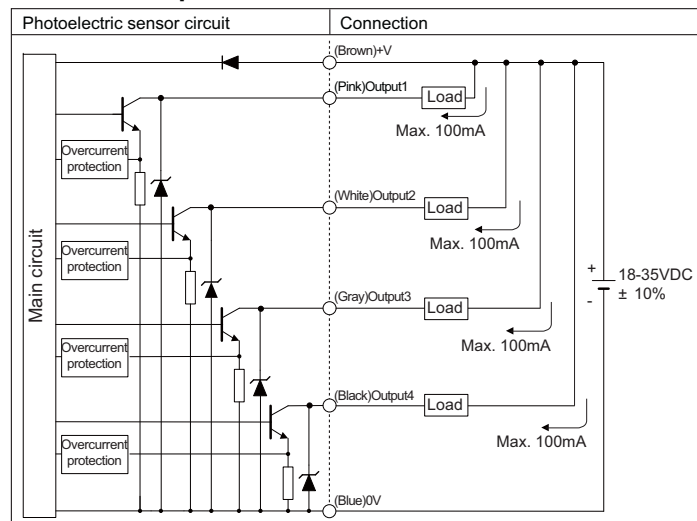 Photoelectric sensor circuit
Connection
Main circuit
(Brown)+V
(Pink)Output1
Load
Max. 100mA
Overcurrent
protection
(White)Output2
Load
Max. 100mA
Overcurrent
protection
18-35VDC
± 10%
+
-
(Gray)Output3
Load
Max. 100mA
Overcurrent
protection
(Black)Output4
Load
Max. 100mA
Overcurrent
protection
(Blue)0V